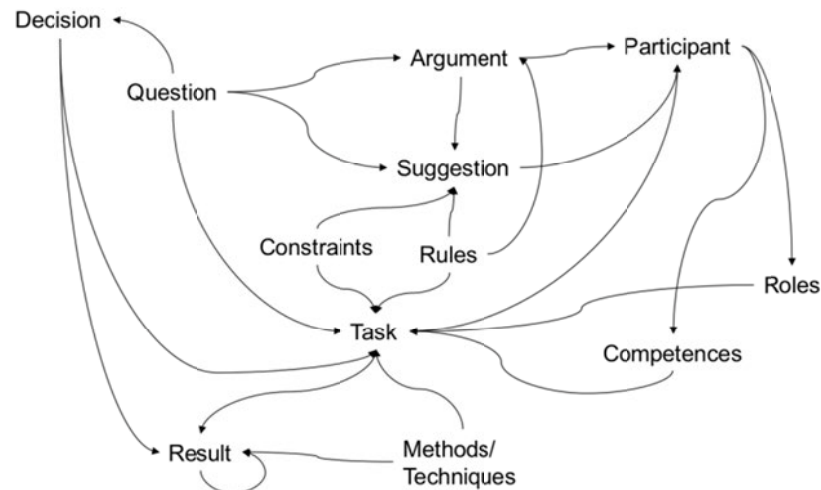 Decision
Participant
Argument
Question
Suggestion
Constraints
Rules
Roles
Task
Competences
Result
Methods/
Techniques